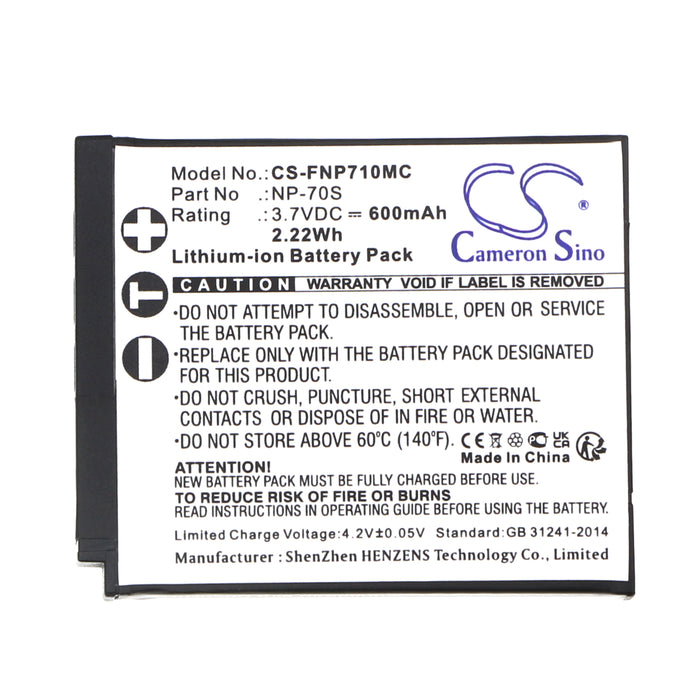 Model No.: CS-FNP710MC
Part No : NP-70S
Rating : 3.7VDC ⎓ 600mAh
2.22Wh
Lithium-ion Battery Pack
CS®
Cameron Sino
+
T
−
CAUTION WARRANTY VOID IF LABEL IS REMOVED
•DO NOT ATTEMPT TO DISASSEMBLE, OPEN OR SERVICE
THE BATTERY PACK.
•REPLACE ONLY WITH THE BATTERY PACK DESIGNATED
FOR THIS PRODUCT.
•DO NOT CRUSH, PUNCTURE, SHORT EXTERNAL
CONTACTS OR DISPOSE OF IN FIRE OR WATER.
•DO NOT STORE ABOVE 60℃ (140℉). CE UKCA
Made In China
ATTENTION!
NEW BATTERY PACK MUST BE FULLY CHARGED BEFORE USE.
TO REDUCE RISK OF FIRE OR BURNS
READ INSTRUCTIONS BEFORE USING THE BATTERY.
Limited Charge Voltage:4.2V±0.05V Standard:GB 31241-2014
Manufacturer: ShenZhen HENZENS Technology Co., Limited